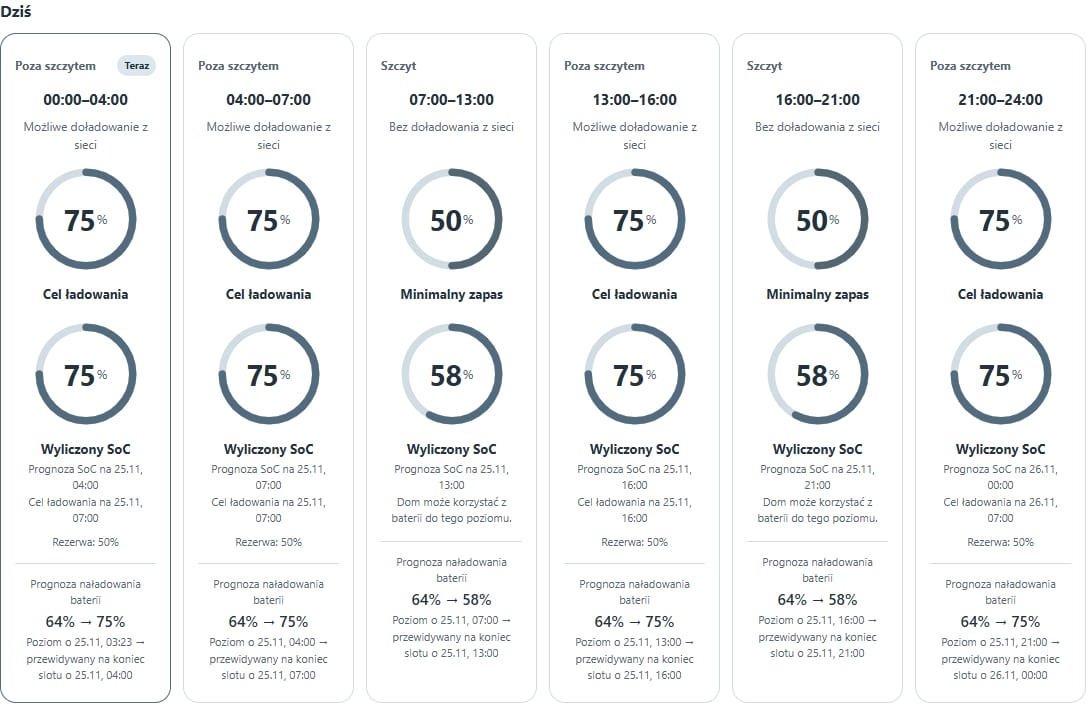 Dziś
Poza szczytem
Teraz
00:00–04:00
Możliwe doładowanie z
sieci
75%
Cel ładowania
75%
Wyliczony SoC
Prognoza SoC na 25.11,
04:00
Cel ładowania na 25.11,
07:00
Rezerwa: 50%
Prognoza naładowania
baterii
64% → 75%
Poziom o 25.11, 03:23 →
przewidywany na koniec
slotu o 25.11, 04:00
Poza szczytem
04:00–07:00
Możliwe doładowanie z
sieci
75%
Cel ładowania
75%
Wyliczony SoC
Prognoza SoC na 25.11,
07:00
Cel ładowania na 25.11,
07:00
Rezerwa: 50%
Prognoza naładowania
baterii
64% → 75%
Poziom o 25.11, 04:00 →
przewidywany na koniec
slotu o 25.11, 07:00
Szczyt
07:00–13:00
Bez doładowania z sieci
50%
Minimalny zapas
58%
Wyliczony SoC
Prognoza SoC na 25.11,
13:00
Dom może korzystać z
baterii do tego poziomu.
Prognoza naładowania
baterii
64% → 58%
Poziom o 25.11, 07:00 →
przewidywany na koniec
slotu o 25.11, 13:00
Poza szczytem
13:00–16:00
Możliwe doładowanie z
sieci
75%
Cel ładowania
75%
Wyliczony SoC
Prognoza SoC na 25.11,
16:00
Cel ładowania na 25.11,
16:00
Rezerwa: 50%
Prognoza naładowania
baterii
64% → 75%
Poziom o 25.11, 13:00 →
przewidywany na koniec
slotu o 25.11, 16:00
Szczyt
16:00–21:00
Bez doładowania z sieci
50%
Minimalny zapas
58%
Wyliczony SoC
Prognoza SoC na 25.11,
21:00
Dom może korzystać z
baterii do tego poziomu.
Prognoza naładowania
baterii
64% → 58%
Poziom o 25.11, 16:00 →
przewidywany na koniec
slotu o 25.11, 21:00
Poza szczytem
21:00–24:00
Możliwe doładowanie z
sieci
75%
Cel ładowania
75%
Wyliczony SoC
Prognoza SoC na 26.11,
00:00
Cel ładowania na 26.11,
07:00
Rezerwa: 50%
Prognoza naładowania
baterii
64% → 75%
Poziom o 25.11, 21:00 →
przewidywany na koniec
slotu o 26.11, 00:00